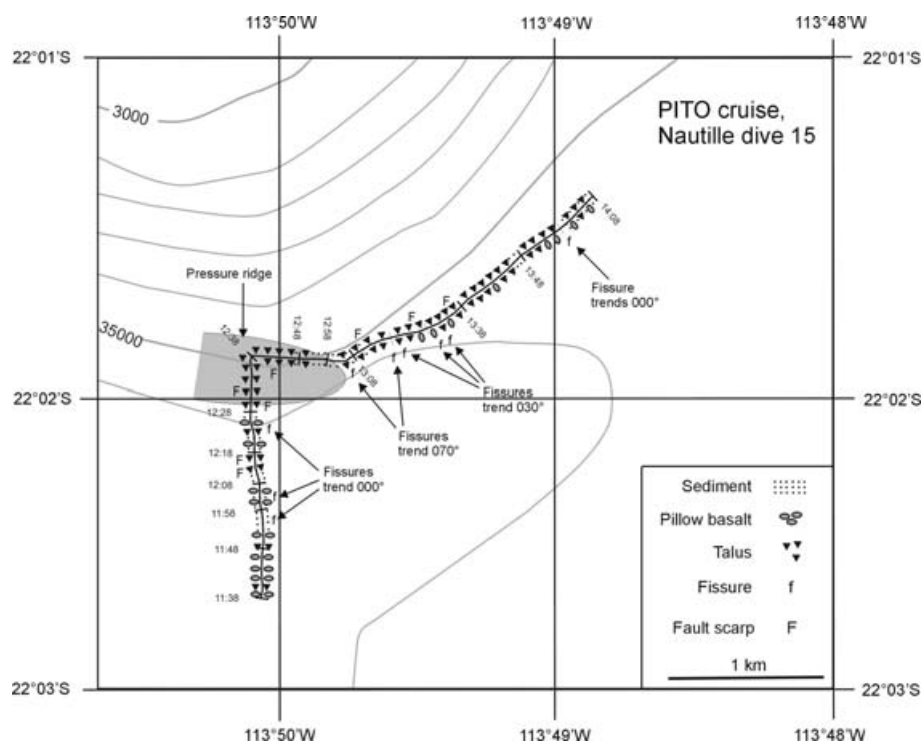 113°50'W
113°49'W
113°48'W
22°01'S
22°01'S
3000
PITO cruise,
Nautille dive 15
14:08
Pressure ridge
13:48
Fissure
trends 000°
35000
12:38
12:48
12:58
F
F
F
f
13:38
F
F
13:08
f
f
f
f
f
Fissures
trend 030°
F
F
22°02'S
22°02'S
12:28
f
Fissures
trend 070°
12:18
F
F
Fissures
trend 000°
12:08
f
11:58
f
11:48
11:38
Sediment
Pillow basalt
Talus
Fissure f
Fault scarp F
1 km
22°03'S
22°03'S
113°50'W
113°49'W
113°48'W